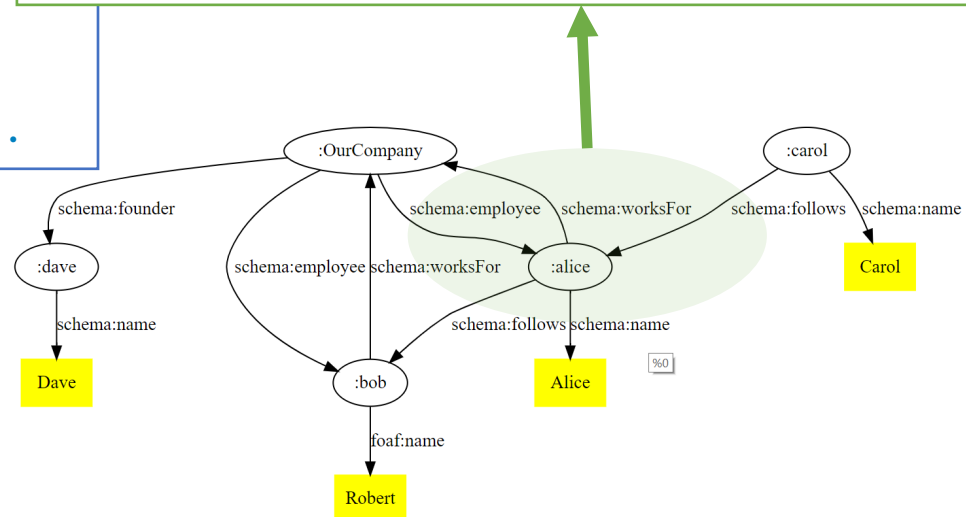 :OurCompany
:carol
schema:founder
schema:employee
schema:worksFor
schema:follows
schema:name
:dave
schema:employee
schema:worksFor
:alice
Carol
schema:name
schema:follows
schema:name
%0
Dave
:bob
Alice
foaf:name
Robert